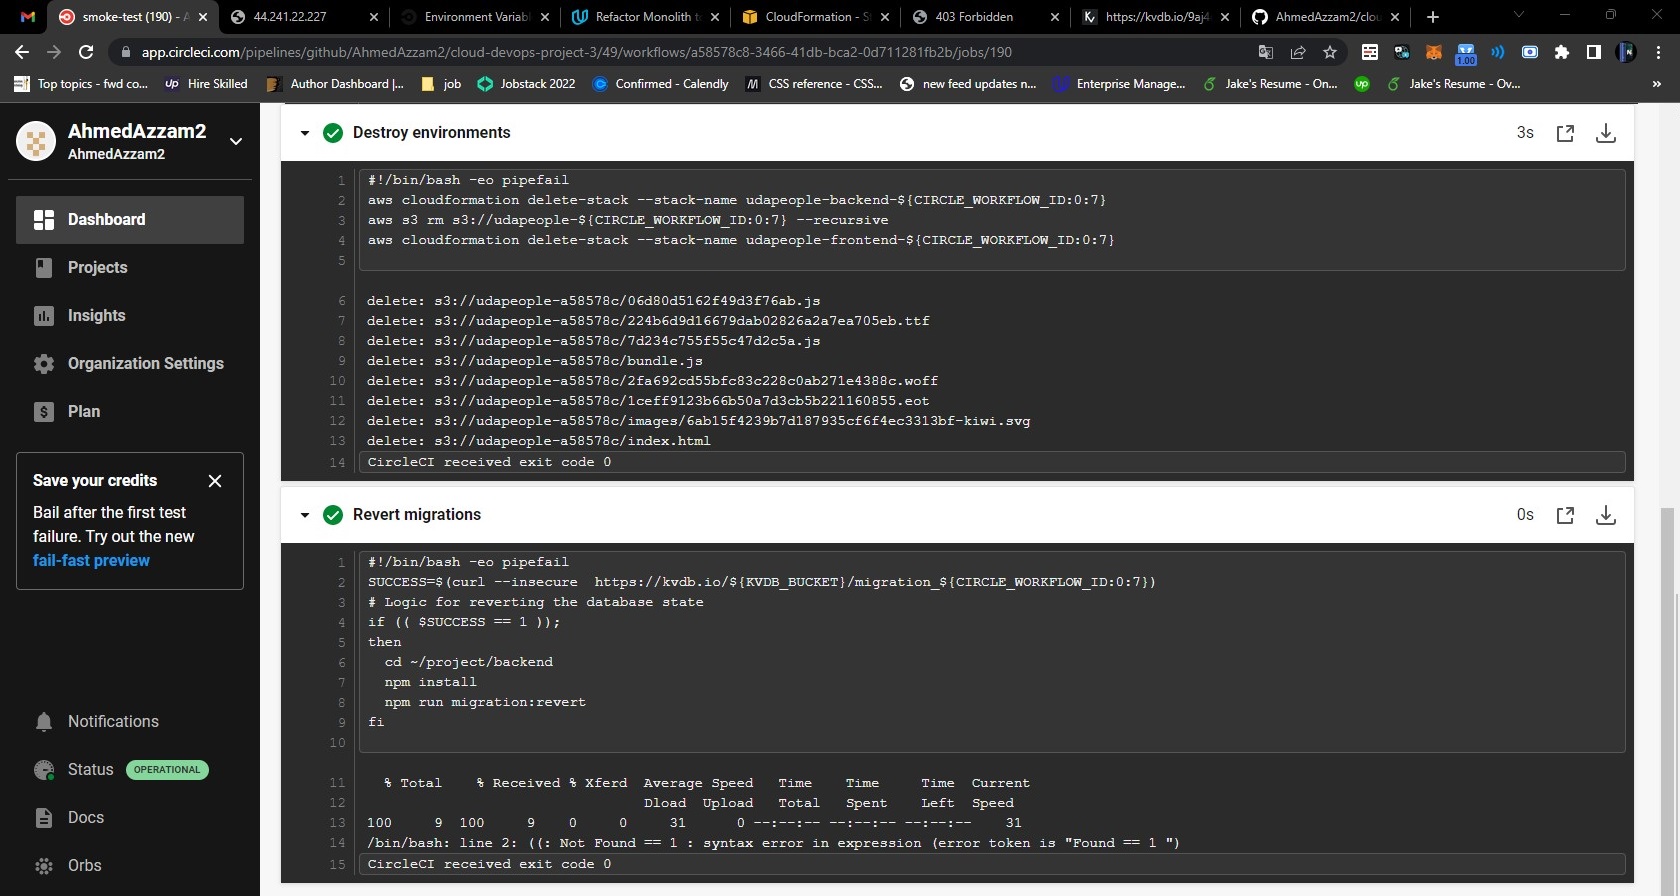 smoke-test (190) - A
44.241.22.227
Environment Variabl
Refactor Monolith t
CloudFormation - S
403 Forbidden
https://kvdb.io/9aj4
AhmedAzzam2/clou
app.circleci.com/pipelines/github/AhmedAzzam2/cloud-devops-project-3/49/workflows/a58578c8-3466-41db-bca2-0d711281fb2b/jobs/190
1.00
Top topics - fwd co...
Up Hire Skilled
Author Dashboard |...
job
Jobstack 2022
Confirmed - Calendly
CSS reference - CSS...
new feed updates n...
Enterprise Manage...
Jake's Resume - On...
up
Jake's Resume - Ov...
»
AhmedAzzam2
AhmedAzzam2
Dashboard
Projects
Insights
Organization Settings
Plan
Save your credits
Bail after the first test
failure. Try out the new
fail-fast preview
Notifications
Status OPERATIONAL
Docs
Orbs
Destroy environments 3s
1 #!/bin/bash -eo pipefail
2 aws cloudformation delete-stack --stack-name udapeople-backend-${CIRCLE_WORKFLOW_ID:0:7}
3 aws s3 rm s3://udapeople-${CIRCLE_WORKFLOW_ID:0:7} --recursive
4 aws cloudformation delete-stack --stack-name udapeople-frontend-${CIRCLE_WORKFLOW_ID:0:7}
5
6 delete: s3://udapeople-a58578c/06d80d5162f49d3f76ab.js
7 delete: s3://udapeople-a58578c/224b6d9d16679dab02826a2a7ea705eb.ttf
8 delete: s3://udapeople-a58578c/7d234c755f55c47d2c5a.js
9 delete: s3://udapeople-a58578c/bundle.js
10 delete: s3://udapeople-a58578c/2fa692cd55bfc83c228c0ab271e4388c.woff
11 delete: s3://udapeople-a58578c/1ceff9123b66b50a7d3cb5b221160855.eot
12 delete: s3://udapeople-a58578c/images/6ab15f4239b7d187935cf6f4ec3313bf-kiwi.svg
13 delete: s3://udapeople-a58578c/index.html
14 CircleCI received exit code 0
Revert migrations 0s
1 #!/bin/bash -eo pipefail
2 SUCCESS=$(curl --insecure  https://kvdb.io/${KVDB_BUCKET}/migration_${CIRCLE_WORKFLOW_ID:0:7})
3 # Logic for reverting the database state
4 if (( $SUCCESS == 1 ));
5 then
6   cd ~/project/backend
7   npm install
8   npm run migration:revert
9 fi
10
11   % Total    % Received % Xferd  Average Speed   Time    Time     Time  Current
12                                  Dload  Upload   Total   Spent    Left  Speed
13 100     9  100     9    0     0     31      0 --:--:-- --:--:-- --:--:--    31
14 /bin/bash: line 2: ((: Not Found == 1 : syntax error in expression (error token is "Found == 1 ")
15 CircleCI received exit code 0